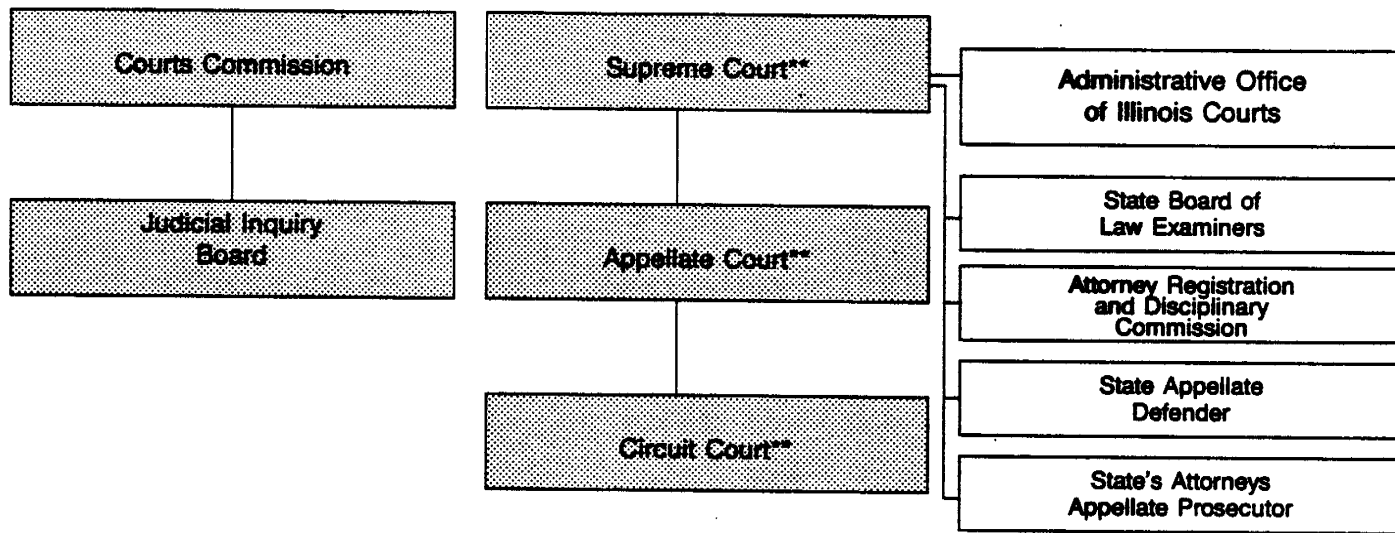 Courts Commission
Judicial Inquiry
Board
Supreme Court**
Appellate Court**
Circuit Court**
Administrative Office
of Illinois Courts
State Board of
Law Examiners
Attorney Registration
and Disciplinary
Commission
State Appellate
Defender
State's Attorneys
Appellate Prosecutor